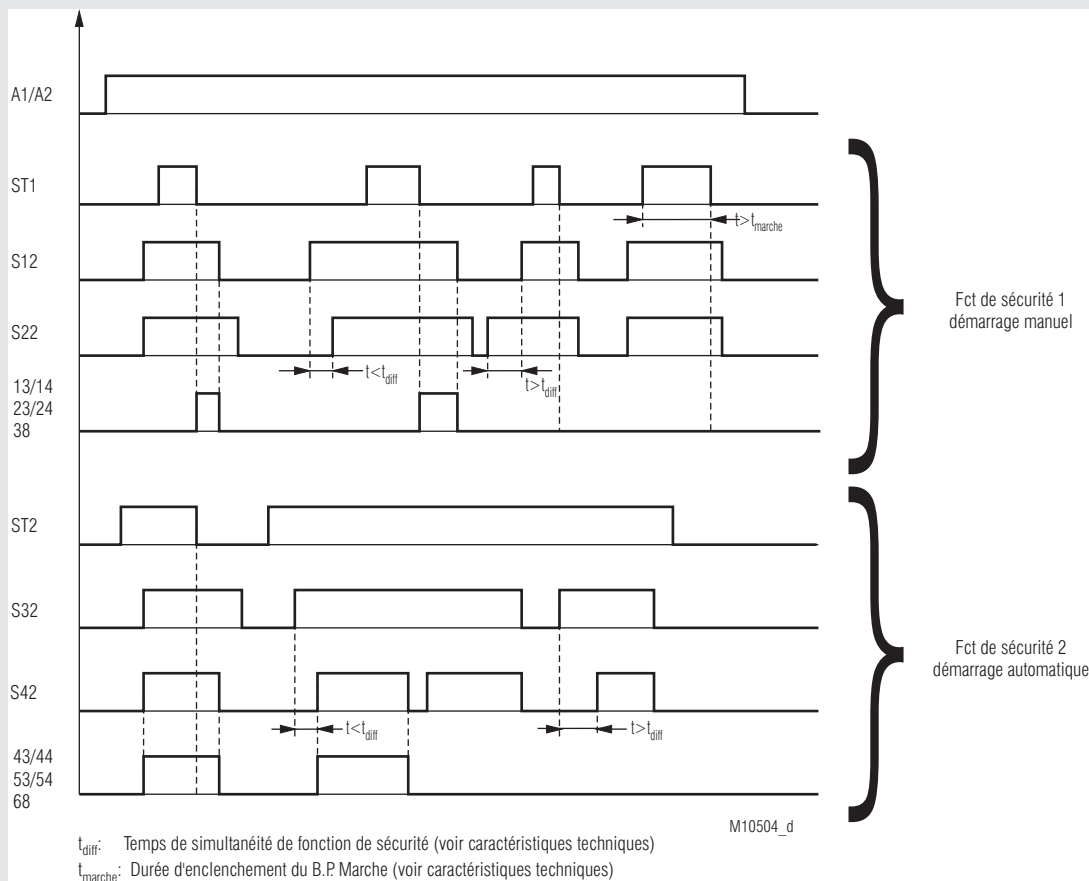 A1/A2
ST1
t>t_marche
S12
S22
t<t_diff
t>t_diff
13/14
23/24
38
Fct de sécurité 1
démarrage manuel
ST2
S32
S42
t<t_diff
t>t_diff
43/44
53/54
68
Fct de sécurité 2
démarrage automatique
M10504_d
t_diff: Temps de simultanéité de fonction de sécurité (voir caractéristiques techniques)
t_marche: Durée d'enclenchement du B.P. Marche (voir caractéristiques techniques)